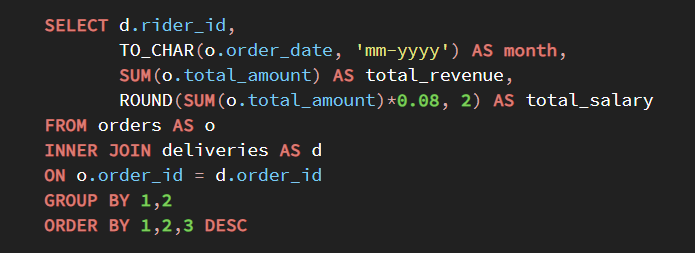 SELECT d.rider_id,
TO_CHAR(o.order_date, 'mm-yyyy') AS month,
SUM(o.total_amount) AS total_revenue,
ROUND(SUM(o.total_amount)*0.08, 2) AS total_salary
FROM orders AS o
INNER JOIN deliveries AS d
ON o.order_id = d.order_id
GROUP BY 1,2
ORDER BY 1,2,3 DESC